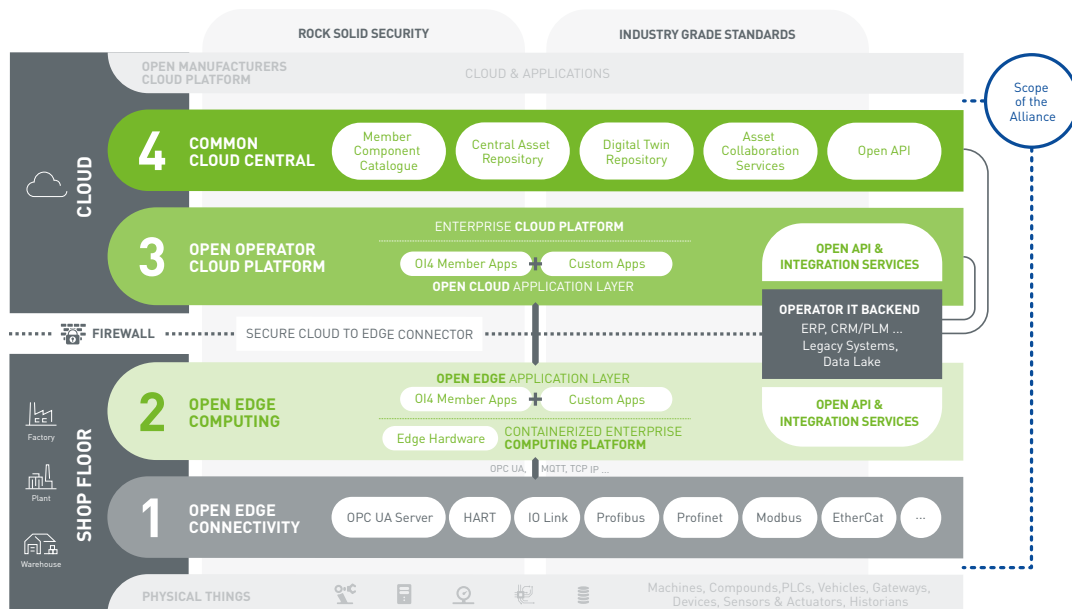 ROCK SOLID SECURITY
INDUSTRY GRADE STANDARDS
OPEN MANUFACTURERS
CLOUD PLATFORM
CLOUD & APPLICATIONS
Scope
of the
Alliance
CLOUD
4
COMMON
CLOUD CENTRAL
Member
Component
Catalogue
Central Asset
Repository
Digital Twin
Repository
Asset
Collaboration
Services
Open API
3
OPEN OPERATOR
CLOUD PLATFORM
ENTERPRISE CLOUD PLATFORM
OI4 Member Apps
+
Custom Apps
OPEN CLOUD APPLICATION LAYER
OPEN API &
INTEGRATION SERVICES
OPERATOR IT BACKEND
ERP, CRM/PLM ...
Legacy Systems,
Data Lake
FIREWALL
SECURE CLOUD TO EDGE CONNECTOR
SHOP FLOOR
Factory
Plant
Warehouse
2
OPEN EDGE
COMPUTING
OPEN EDGE APPLICATION LAYER
OI4 Member Apps
+
Custom Apps
Edge Hardware
CONTAINERIZED ENTERPRISE
COMPUTING PLATFORM
OPEN API &
INTEGRATION SERVICES
OPC UA, MQTT, TCP IP ...
1
OPEN EDGE
CONNECTIVITY
OPC UA Server
HART
IO Link
Profibus
Profinet
Modbus
EtherCat
...
PHYSICAL THINGS
Machines, Compounds,PLCs, Vehicles, Gateways,
Devices, Sensors & Actuators, Historians